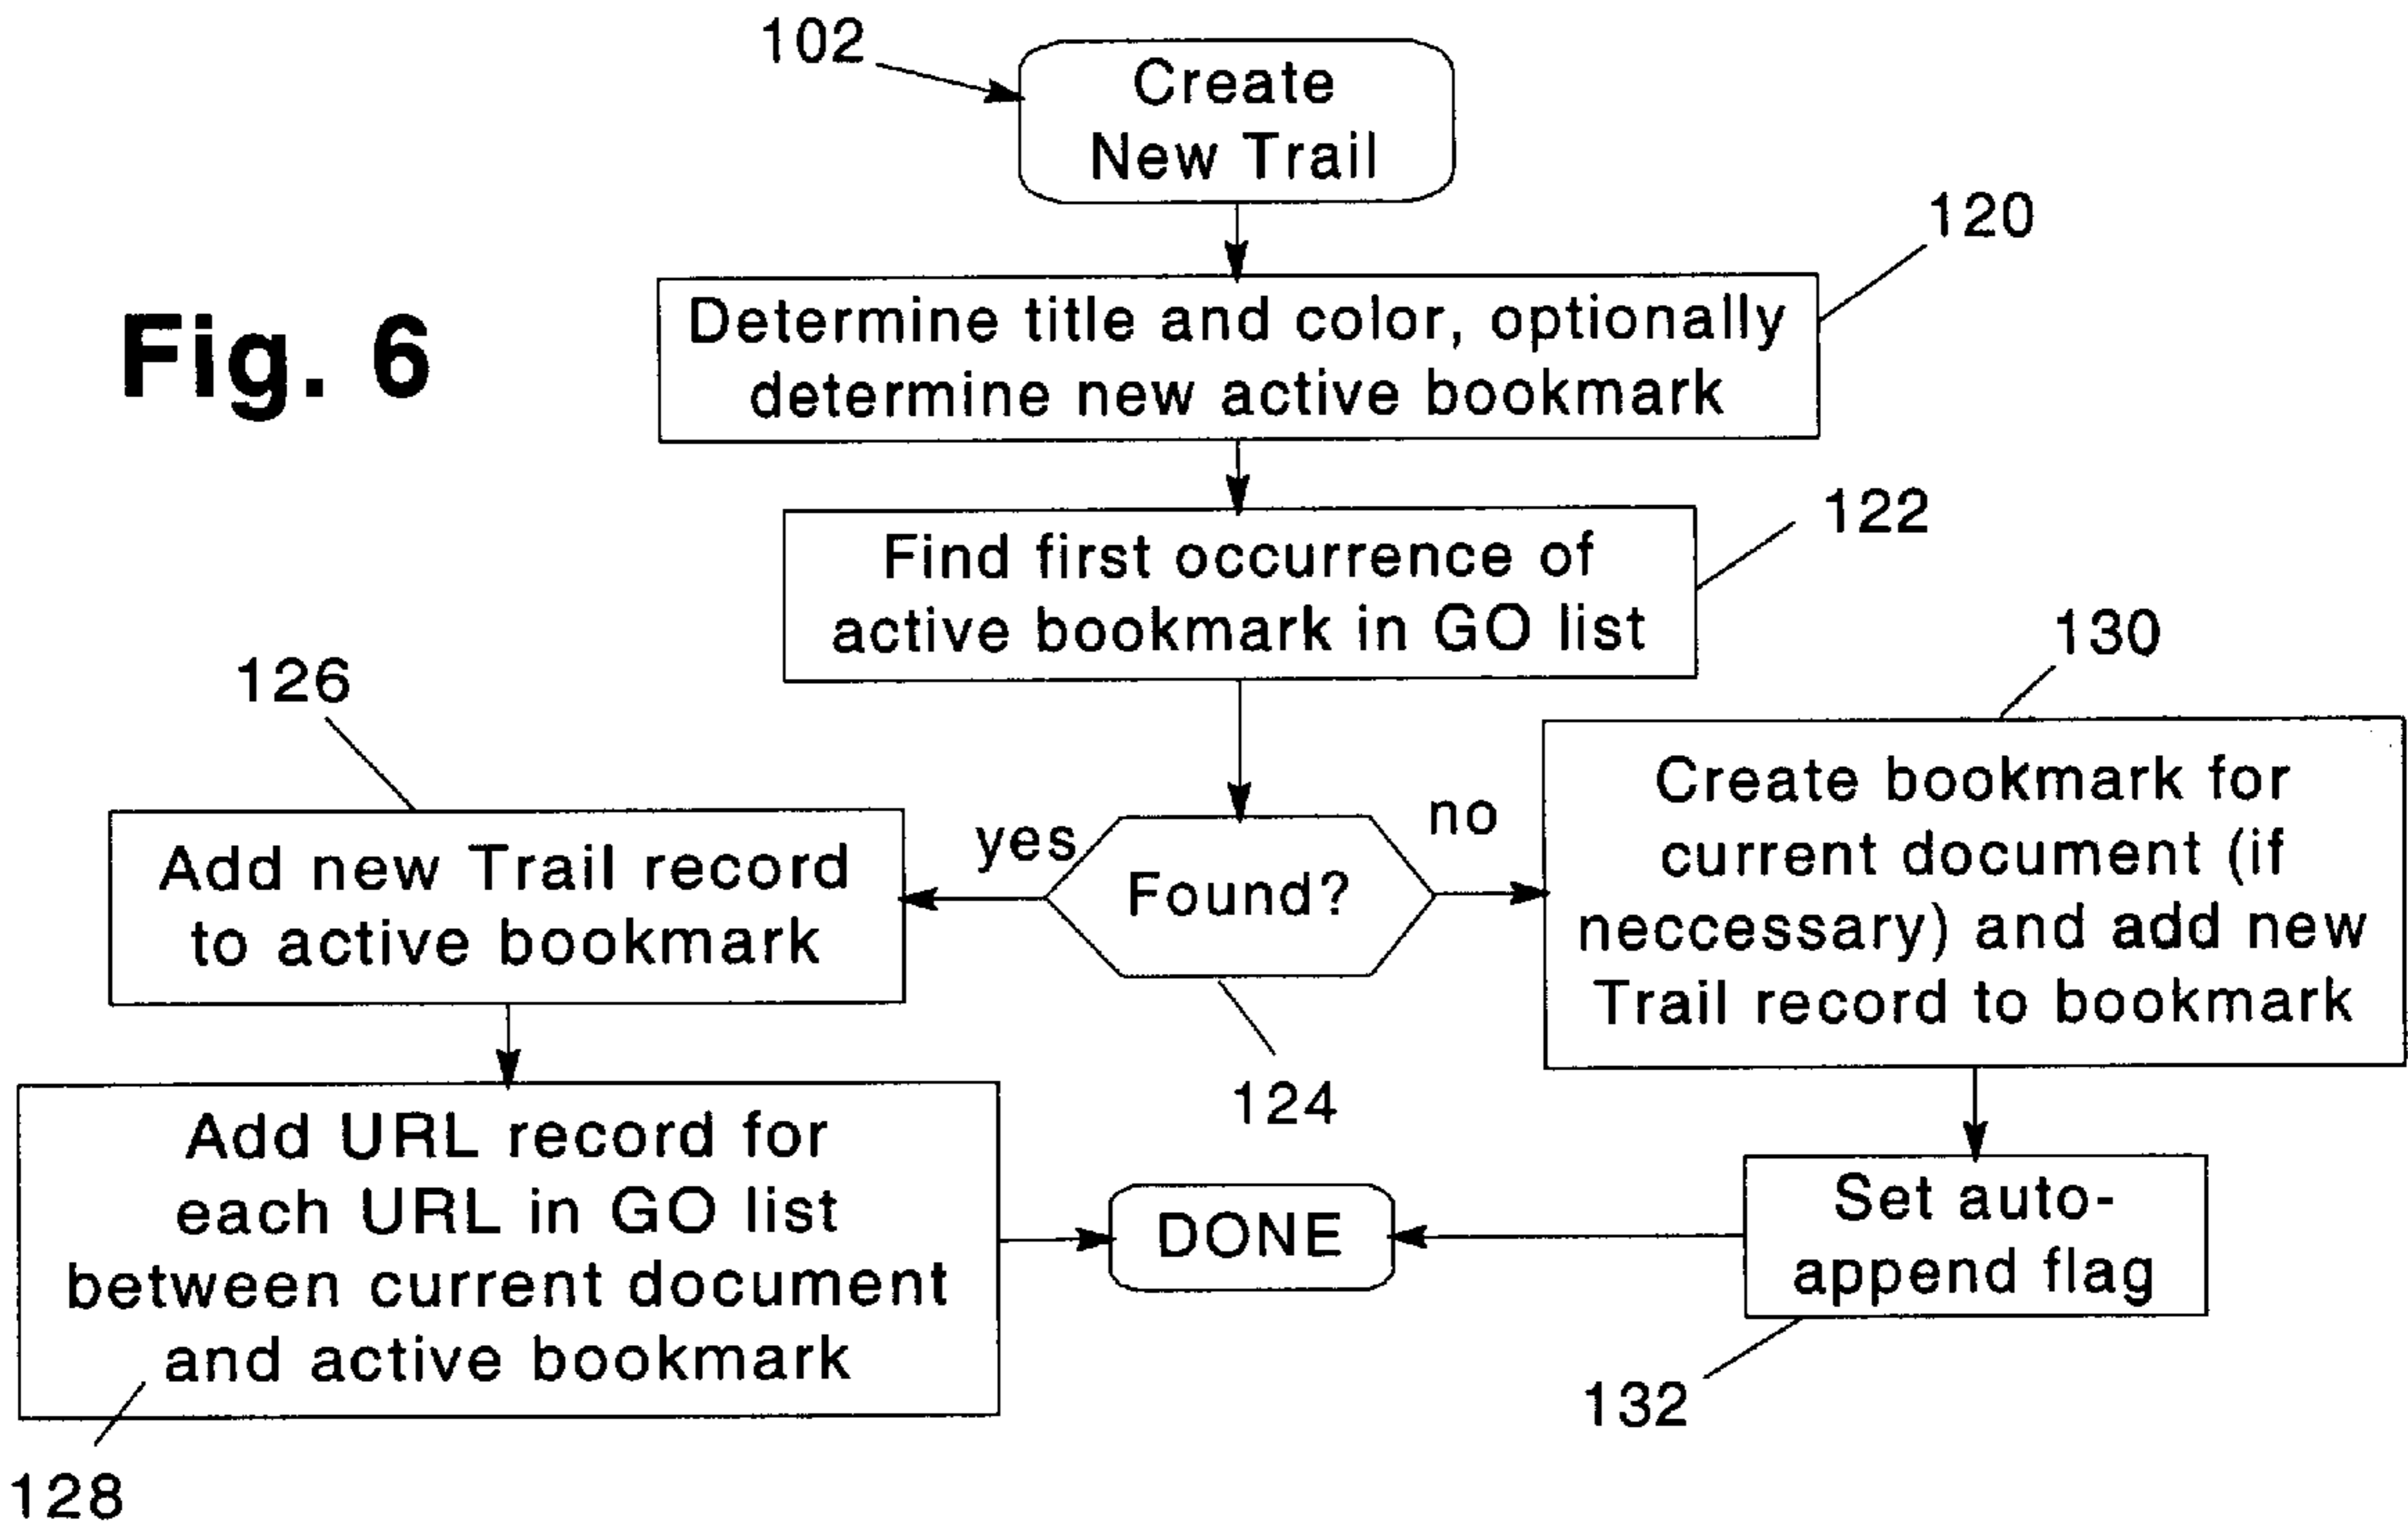 102
Create
New Trail
120
Fig. 6
Determine title and color, optionally
determine new active bookmark
122
Find first occurrence of
active bookmark in GO list
130
126
yes
no
Found?
124
Add new Trail record
to active bookmark
Create bookmark for
current document (if
neccessary) and add new
Trail record to bookmark
Add URL record for
each URL in GO list
between current document
and active bookmark
128
DONE
Set auto-
append flag
132